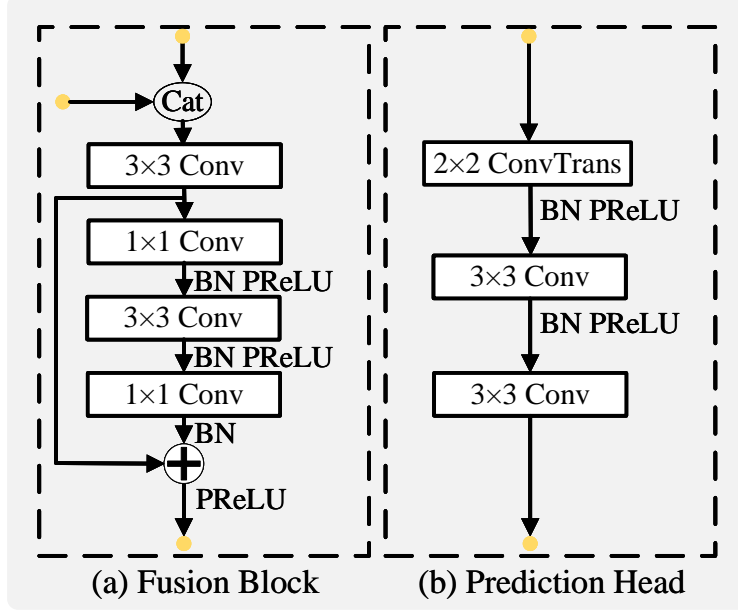 Cat
3×3 Conv
1×1 Conv
BN PReLU
3×3 Conv
BN PReLU
1×1 Conv
BN
PReLU
(a) Fusion Block
2×2 ConvTrans
BN PReLU
3×3 Conv
BN PReLU
3×3 Conv
(b) Prediction Head